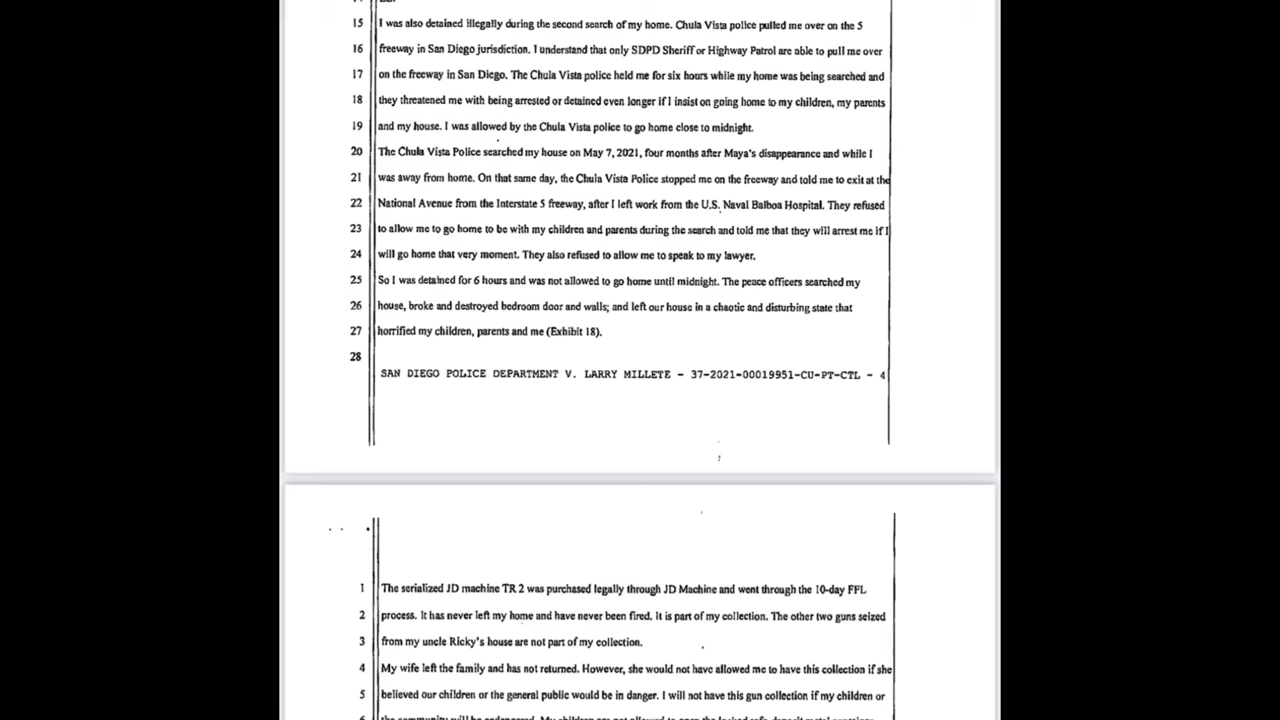 15 I was also detained illegally during the second search of my home. Chula Vista police pulled me over on the 5
16 freeway in San Diego jurisdiction. I understand that only SDPD Sheriff or Highway Patrol are able to pull me over
17 on the freeway in San Diego. The Chula Vista police held me for six hours while my home was being searched and
18 they threatened me with being arrested or detained even longer if I insist on going home to my children, my parents
19 and my house. I was allowed by the Chula Vista police to go home close to midnight.
20 The Chula Vista Police searched my house on May 7, 2021, four months after Maya's disappearance and while I
21 was away from home. On that same day, the Chula Vista Police stopped me on the freeway and told me to exit at the
22 National Avenue from the Interstate 5 freeway, after I left work from the U.S. Naval Balboa Hospital. They refused
23 to allow me to go home to be with my children and parents during the search and told me that they will arrest me if I
24 will go home that very moment. They also refused to allow me to speak to my lawyer.
25 So I was detained for 6 hours and was not allowed to go home until midnight. The peace officers searched my
26 house, broke and destroyed bedroom door and walls; and left our house in a chaotic and disturbing state that
27 horrified my children, parents and me (Exhibit 18).
28
SAN DIEGO POLICE DEPARTMENT V. LARRY MILLETE - 37-2021-00019951-CU-PT-CTL - 4
1 The serialized JD machine TR 2 was purchased legally through JD Machine and went through the 10-day FFL
2 process. It has never left my home and have never been fired. It is part of my collection. The other two guns seized
3 from my uncle Ricky's house are not part of my collection.
4 My wife left the family and has not returned. However, she would not have allowed me to have this collection if she
5 believed our children or the general public would be in danger. I will not have this gun collection if my children or